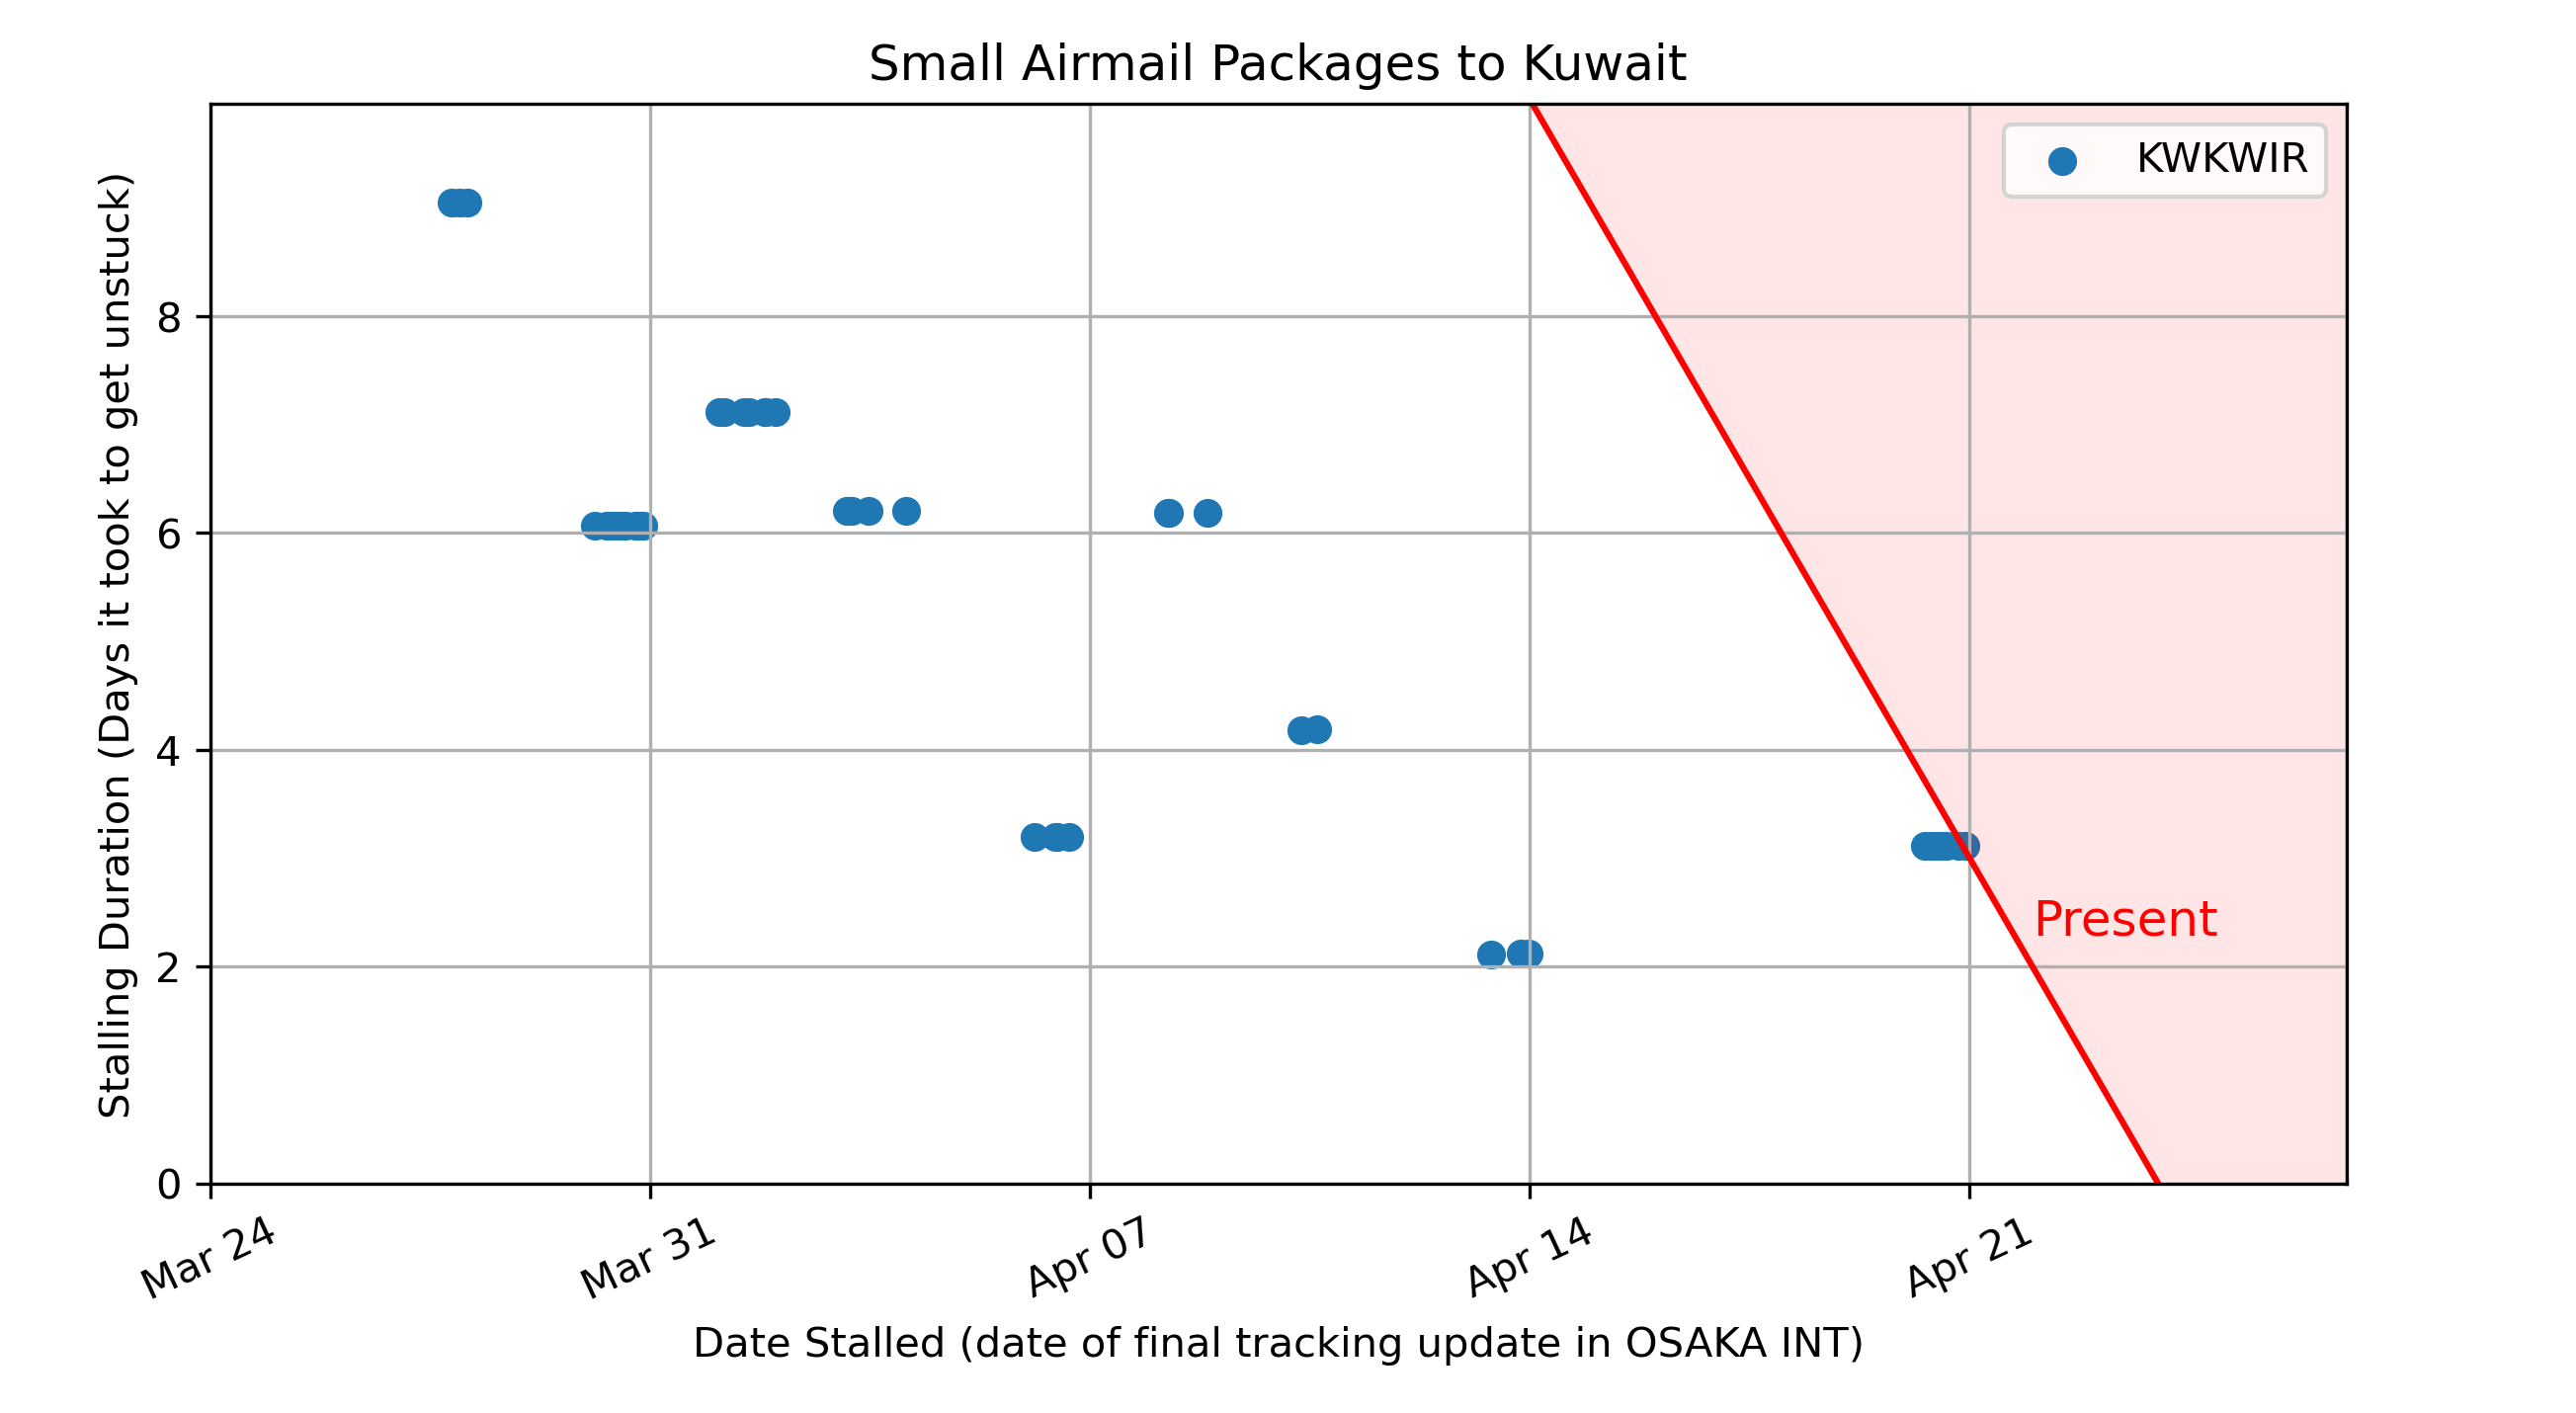 Small Airmail Packages to Kuwait
KWKWIR
Stalling Duration (Days it took to get unstuck)
8
6
4
2
0
Present
Mar 24
Mar 31
Apr 07
Apr 14
Apr 21
Date Stalled (date of final tracking update in OSAKA INT)